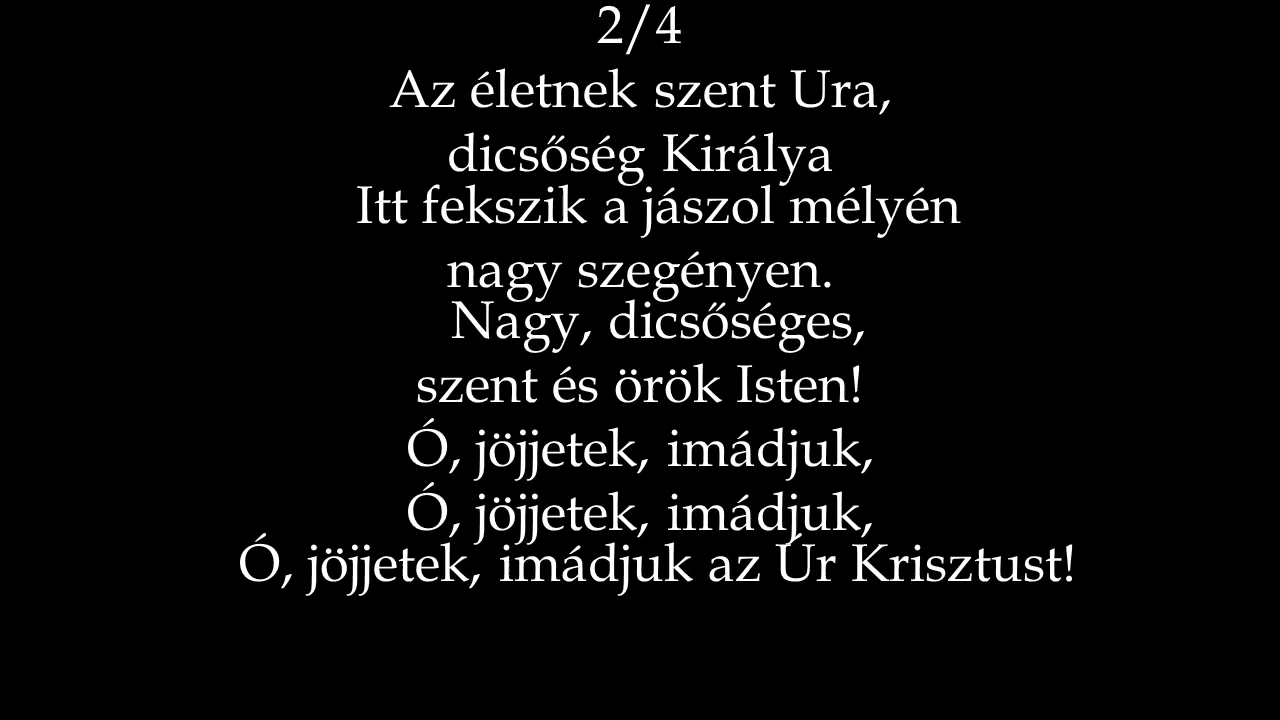 2/4
Az életnek szent Ura,
dicsőség Királya
Itt fekszik a jászol mélyén
nagy szegényen.
Nagy, dicsőséges,
szent és örök Isten!
Ó, jöjjetek, imádjuk,
Ó, jöjjetek, imádjuk,
Ó, jöjjetek, imádjuk az Úr Krisztust!